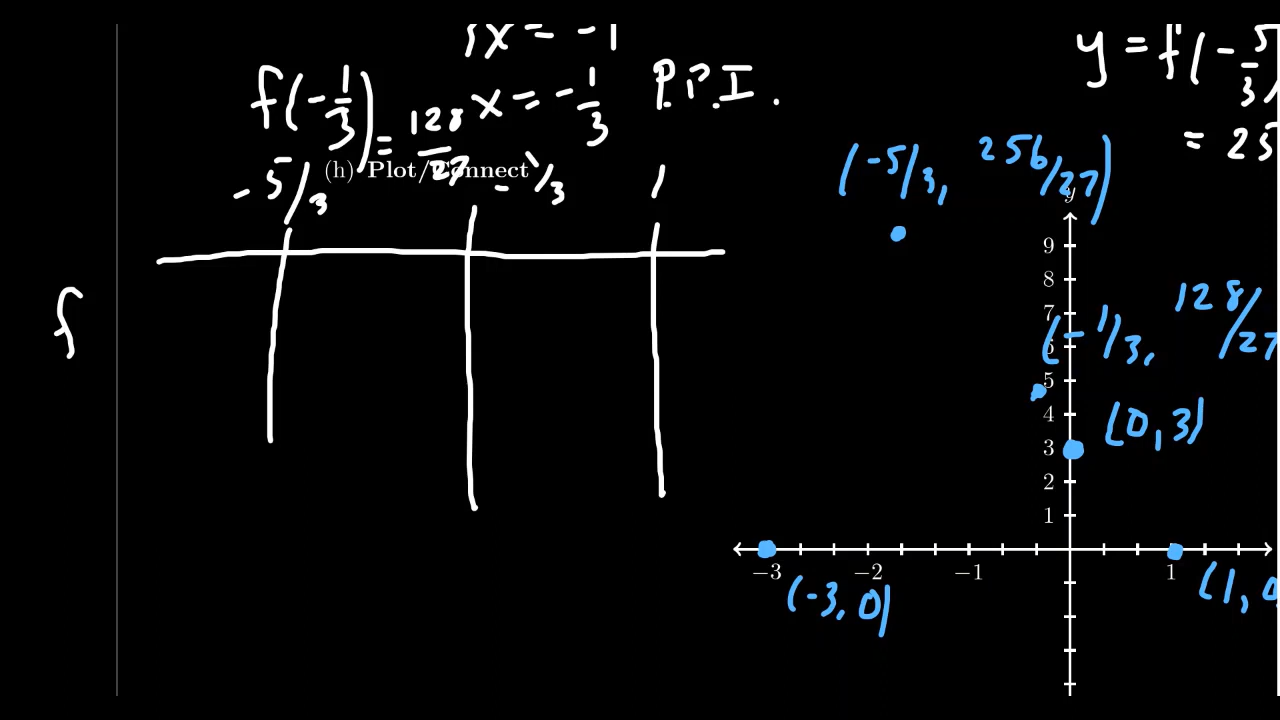 3x = -1
f(-1/3) = 128/27
x = -1/3 P.P.I.
y = f(-5/3)
= 25
(h) Plot/Connect
-5/3 -1/3 1
f
(-5/3, 256/27)
y
9
8
7
6
5
4
3
2
1
(-1/3, 128/27
(0, 3)
-3 -2 -1 1
(-3, 0)
(1, 0